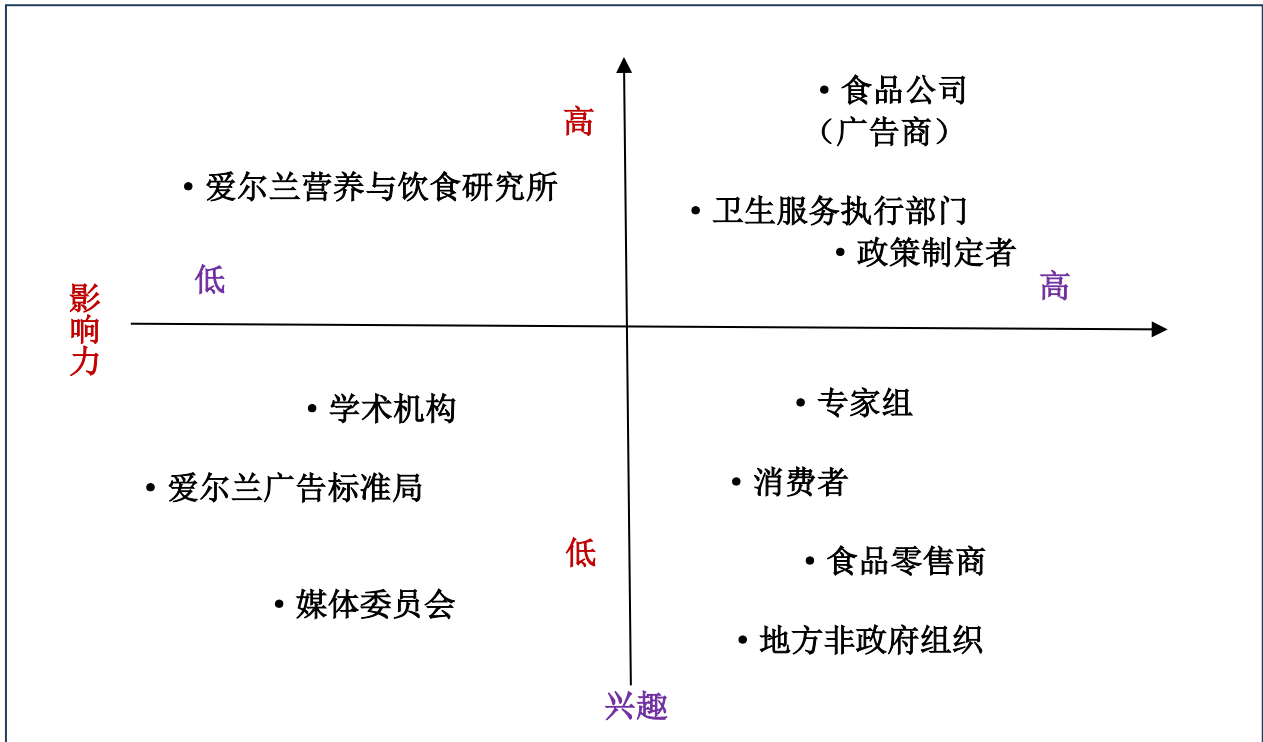 • 食品公司
（广告商）
高
• 爱尔兰营养与饮食研究所
• 卫生服务执行部门
• 政策制定者
低
高
影响力
• 学术机构
• 专家组
• 爱尔兰广告标准局
• 消费者
低
• 食品零售商
• 媒体委员会
• 地方非政府组织
兴趣